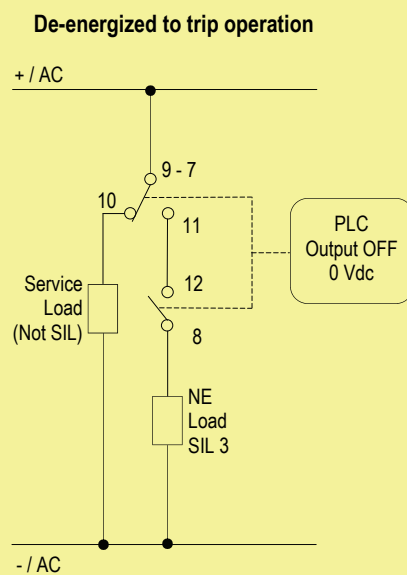 De-energized to trip operation
+ / AC
9 - 7
10
11
PLC
Output OFF
0 Vdc
Service
Load
(Not SIL)
12
8
NE
Load
SIL 3
- / AC